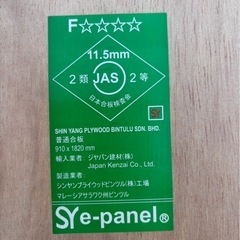 F☆☆☆☆
11.5mm
2類 JAS 2等
日本合板検査会
SHIN YANG PLYWOOD BINTULU SDN. BHD.
普通合板
910 x 1820 mm
輸入業者: ジャパン建材(株)
Japan Kenzai Co., Ltd.
製造業者:
シンヤンプライウッドビンツル(株)工場
マレーシアサラワク州ビンツル
SY e-panel®